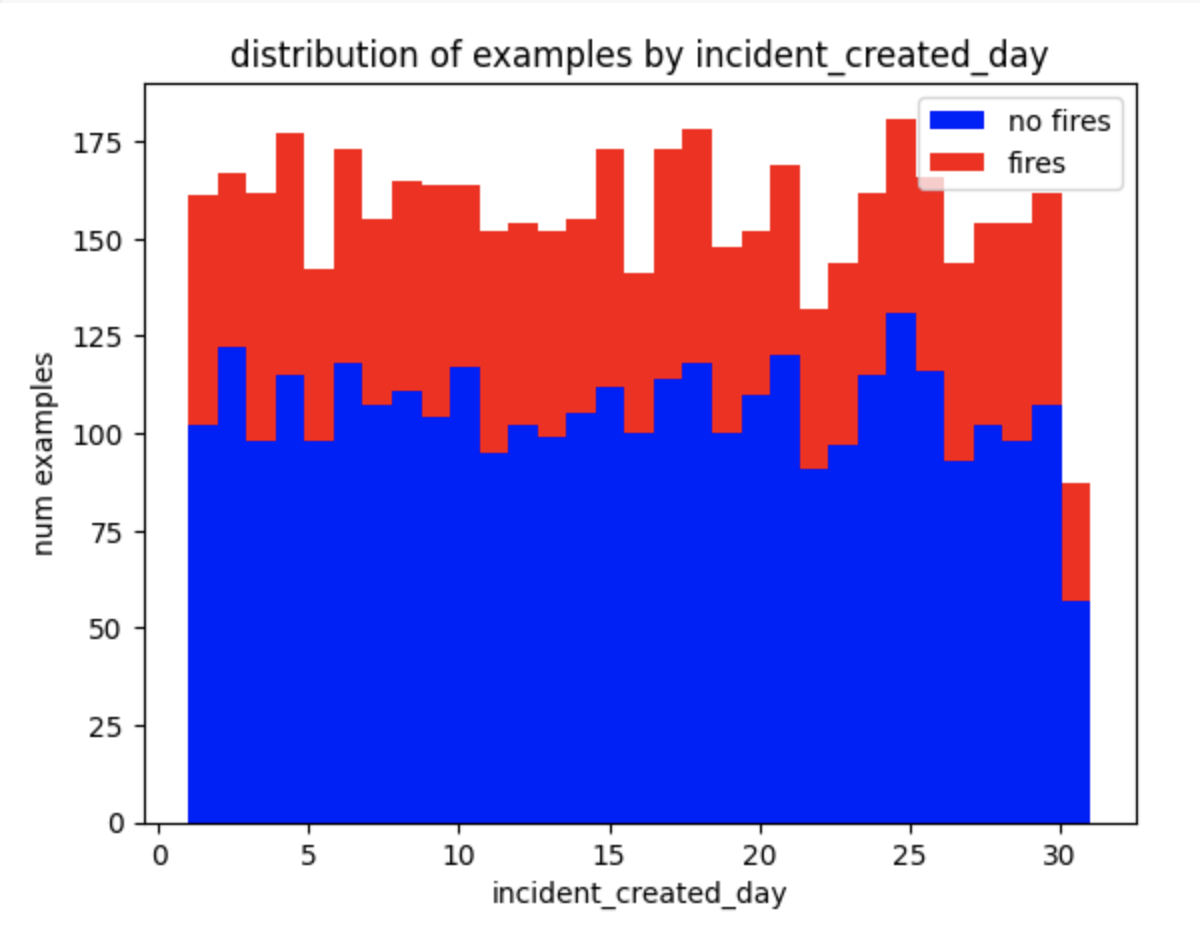 distribution of examples by incident_created_day
no fires
fires
175
150
125
100
75
50
25
0
num examples
0 5 10 15 20 25 30
incident_created_day